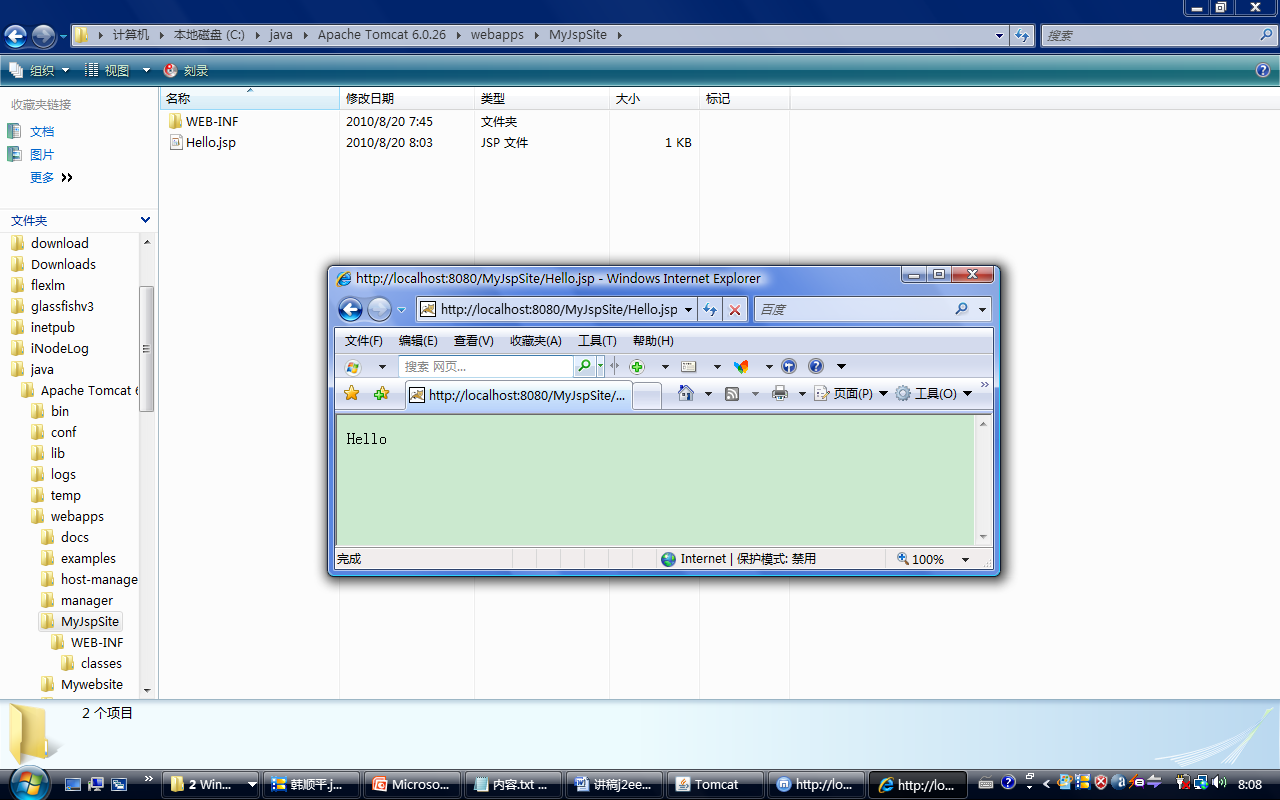 计算机 本地磁盘 (C:) java Apache Tomcat 6.0.26 webapps MyJspSite 搜索
组织 视图 刻录
收藏夹链接
文档
图片
更多
文件夹
download
Downloads
flexlm
glassfishv3
inetpub
iNodeLog
java
Apache Tomcat 6
bin
conf
lib
logs
temp
webapps
docs
examples
host-manage
manager
MyJspSite
WEB-INF
classes
Mywebsite
名称 修改日期 类型 大小 标记
WEB-INF 2010/8/20 7:45 文件夹
Hello.jsp 2010/8/20 8:03 JSP 文件 1 KB
http://localhost:8080/MyJspSite/Hello.jsp - Windows Internet Explorer
http://localhost:8080/MyJspSite/Hello.jsp 百度
文件(F) 编辑(E) 查看(V) 收藏夹(A) 工具(T) 帮助(H)
搜索 网页...
http://localhost:8080/MyJspSite/... 页面(P) 工具(O)
Hello
完成 Internet | 保护模式: 禁用 100%
2 个项目
2 Win... 韩顺平.j... Microso... 内容.txt ... 讲稿j2ee... Tomcat http://lo... http://lo... 8:08